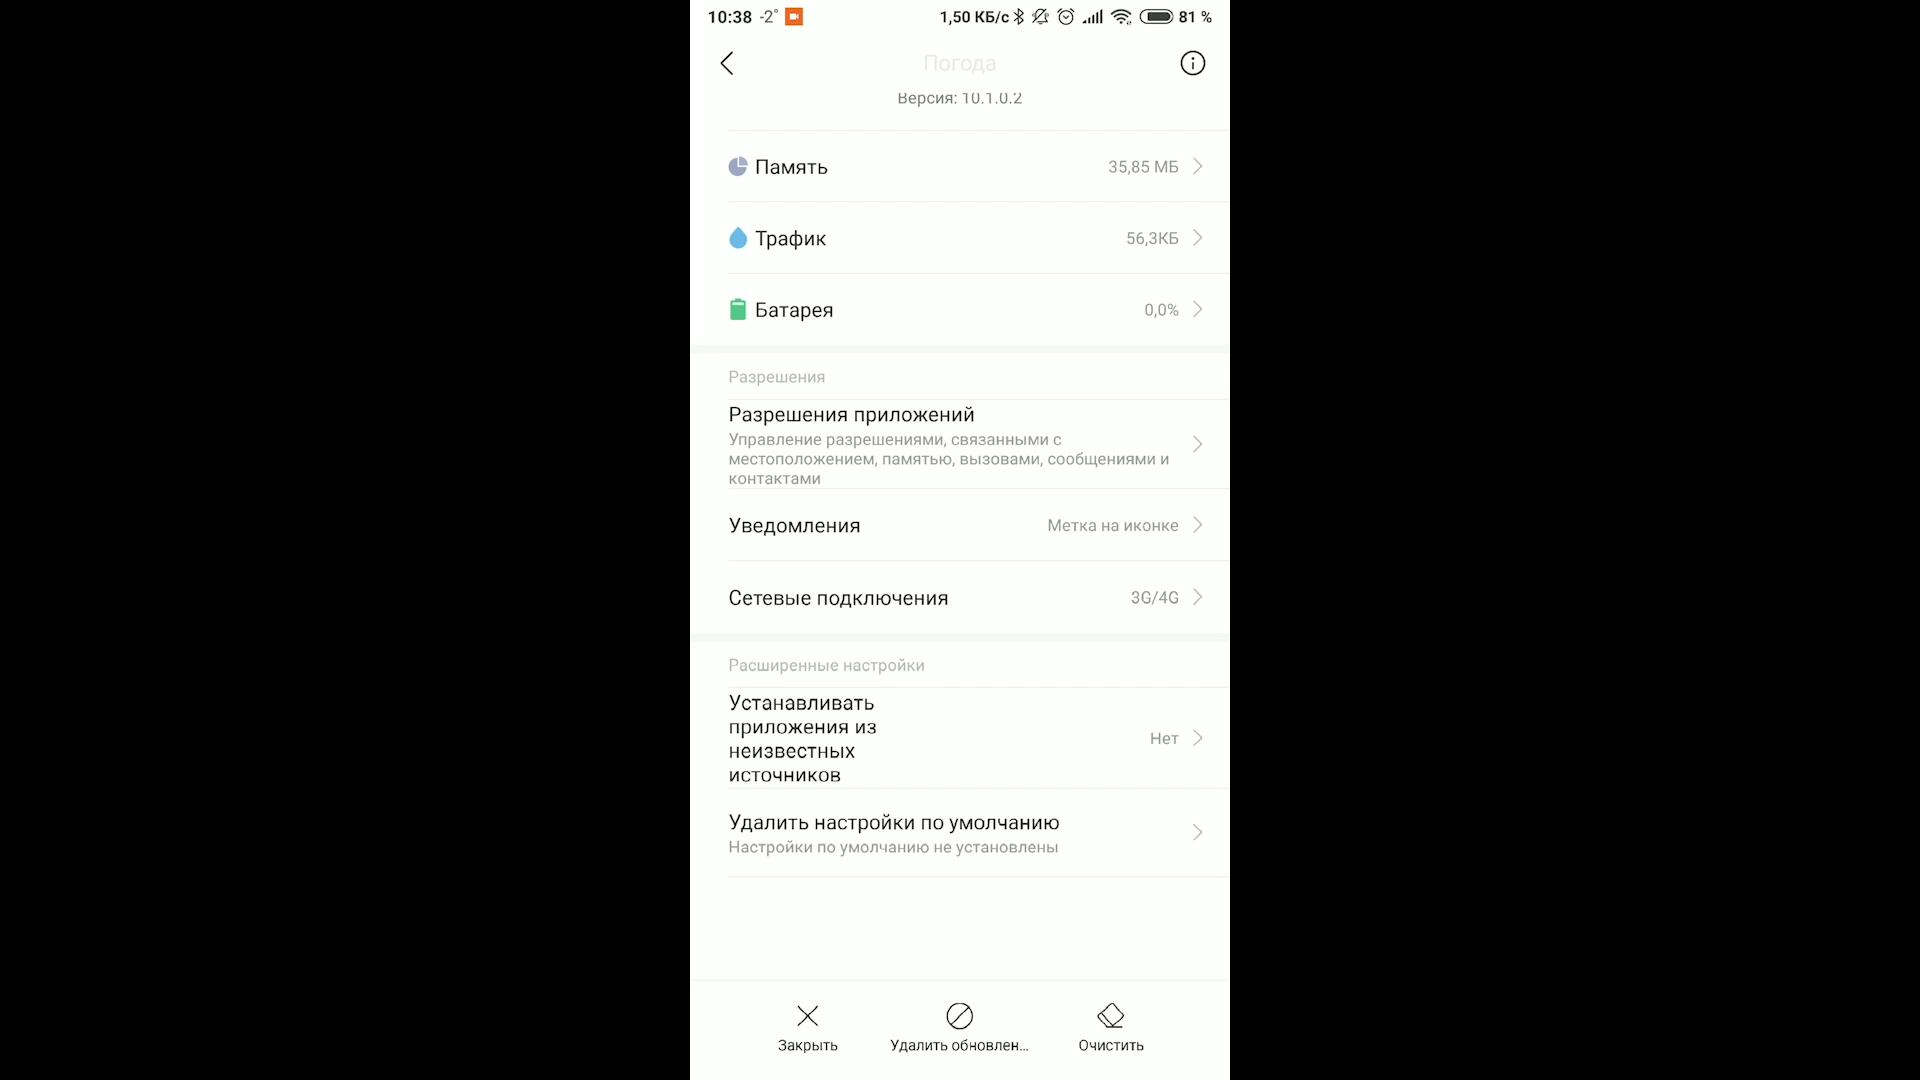 10:38 -2° 1,50 КБ/с 81 %
Погода
Версия: 10.1.0.2
Память 35,85 МБ
Трафик 56,3КБ
Батарея 0,0%
Разрешения
Разрешения приложений
Управление разрешениями, связанными с
местоположением, памятью, вызовами, сообщениями и
контактами
Уведомления Метка на иконке
Сетевые подключения 3G/4G
Расширенные настройки
Устанавливать
приложения из
неизвестных
источников
Нет
Удалить настройки по умолчанию
Настройки по умолчанию не установлены
Закрыть Удалить обновлен... Очистить